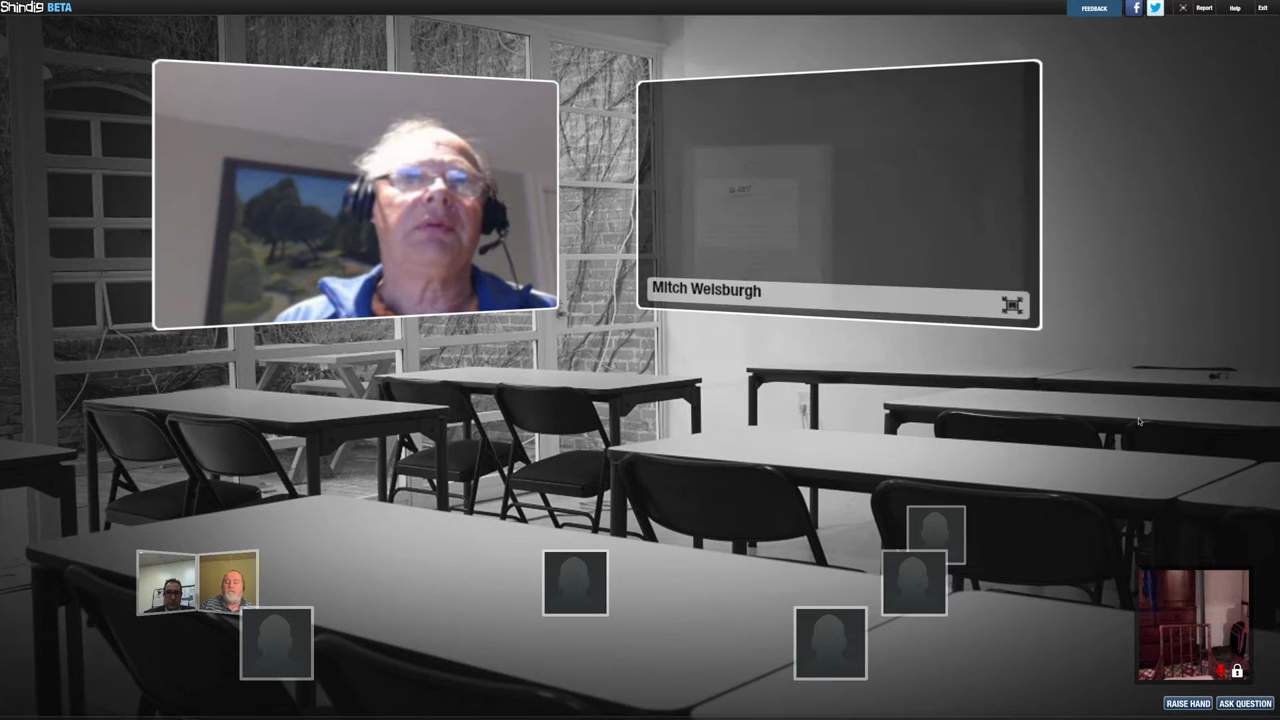 Shindig BETA
FEEDBACK
Report
Help
Exit
Mitch Weisburgh
RAISE HAND
ASK QUESTION